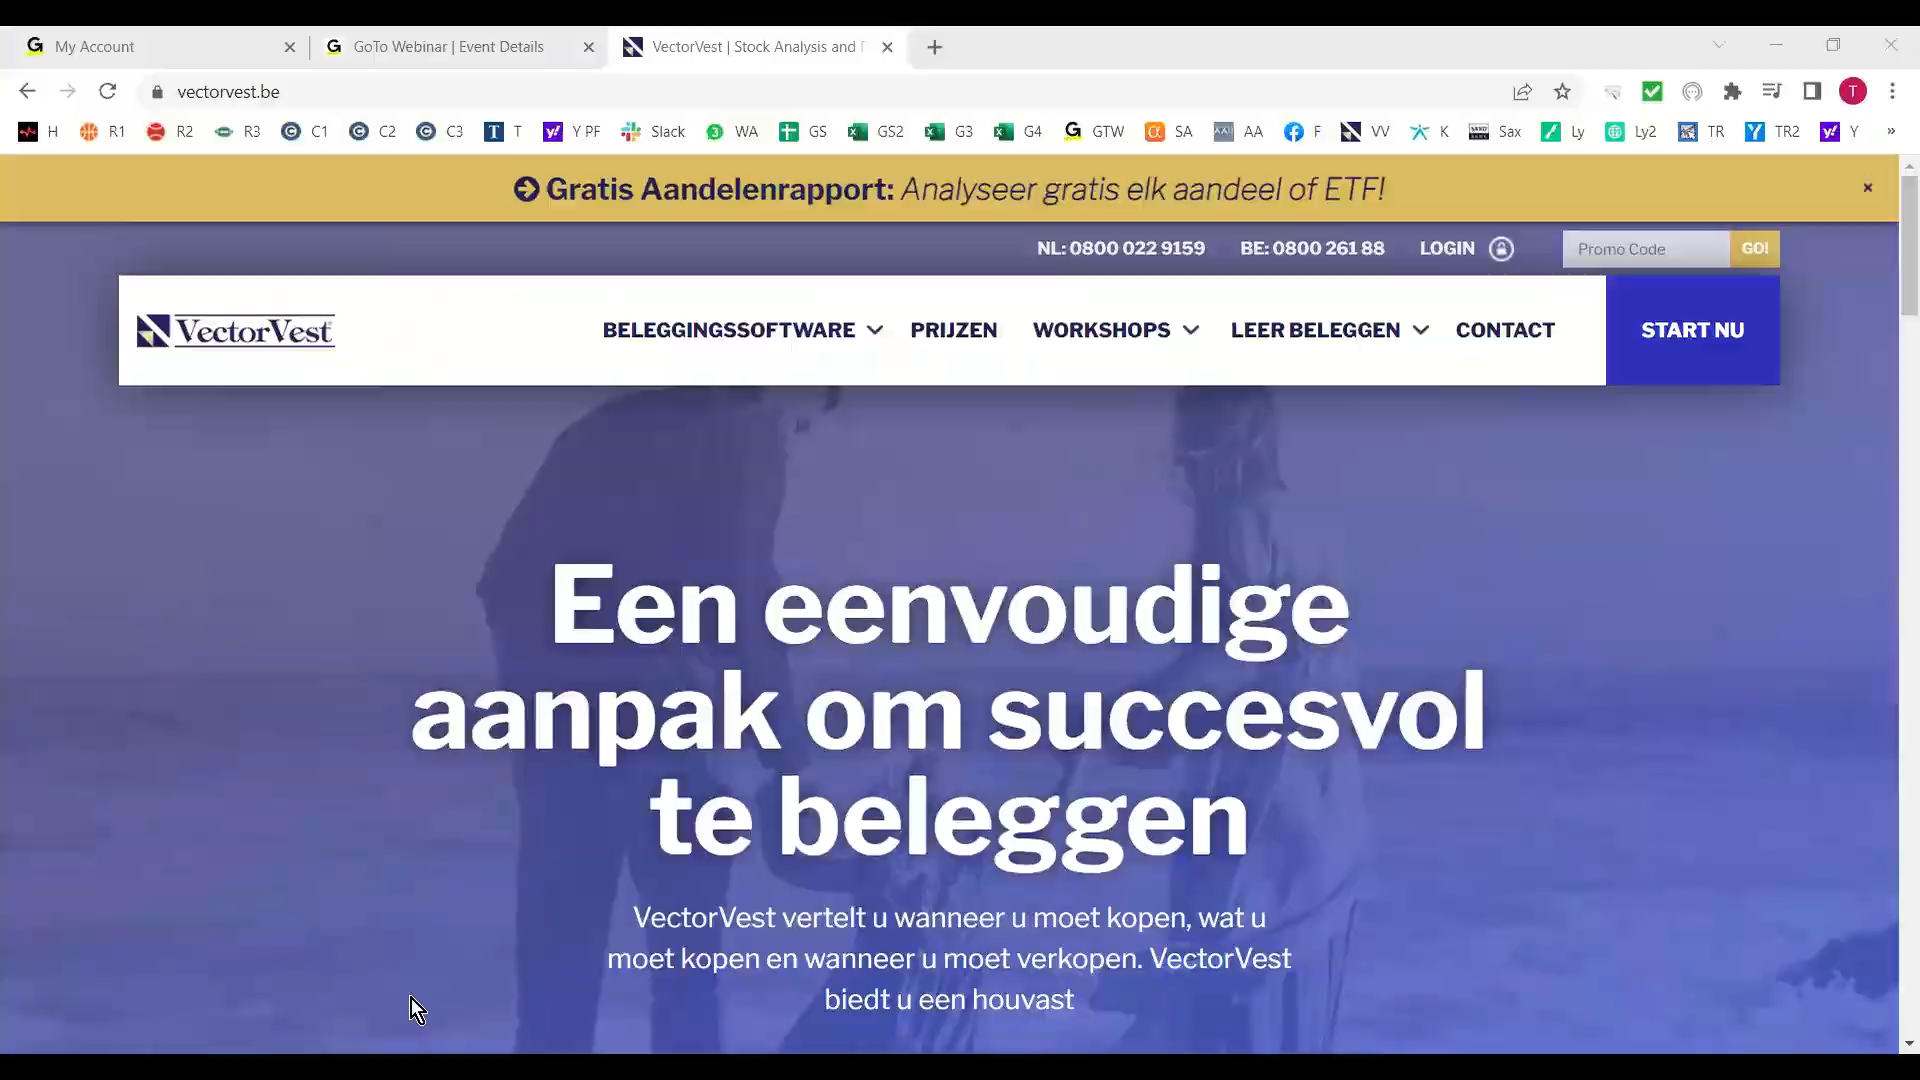 My Account
GoTo Webinar | Event Details
VectorVest | Stock Analysis and
vectorvest.be
T
H R1 R2 R3 C1 C2 C3 T Y PF Slack WA GS GS2 G3 G4 GTW SA AA F VV K Sax Ly Ly2 TR TR2 Y »
Gratis Aandelenrapport: Analyseer gratis elk aandeel of ETF!
NL: 0800 022 9159 BE: 0800 261 88 LOGIN Promo Code GO!
VectorVest BELEGGINGSSOFTWARE PRIJZEN WORKSHOPS LEER BELEGGEN CONTACT START NU
Een eenvoudige
aanpak om succesvol
te beleggen
VectorVest vertelt u wanneer u moet kopen, wat u
moet kopen en wanneer u moet verkopen. VectorVest
biedt u een houvast